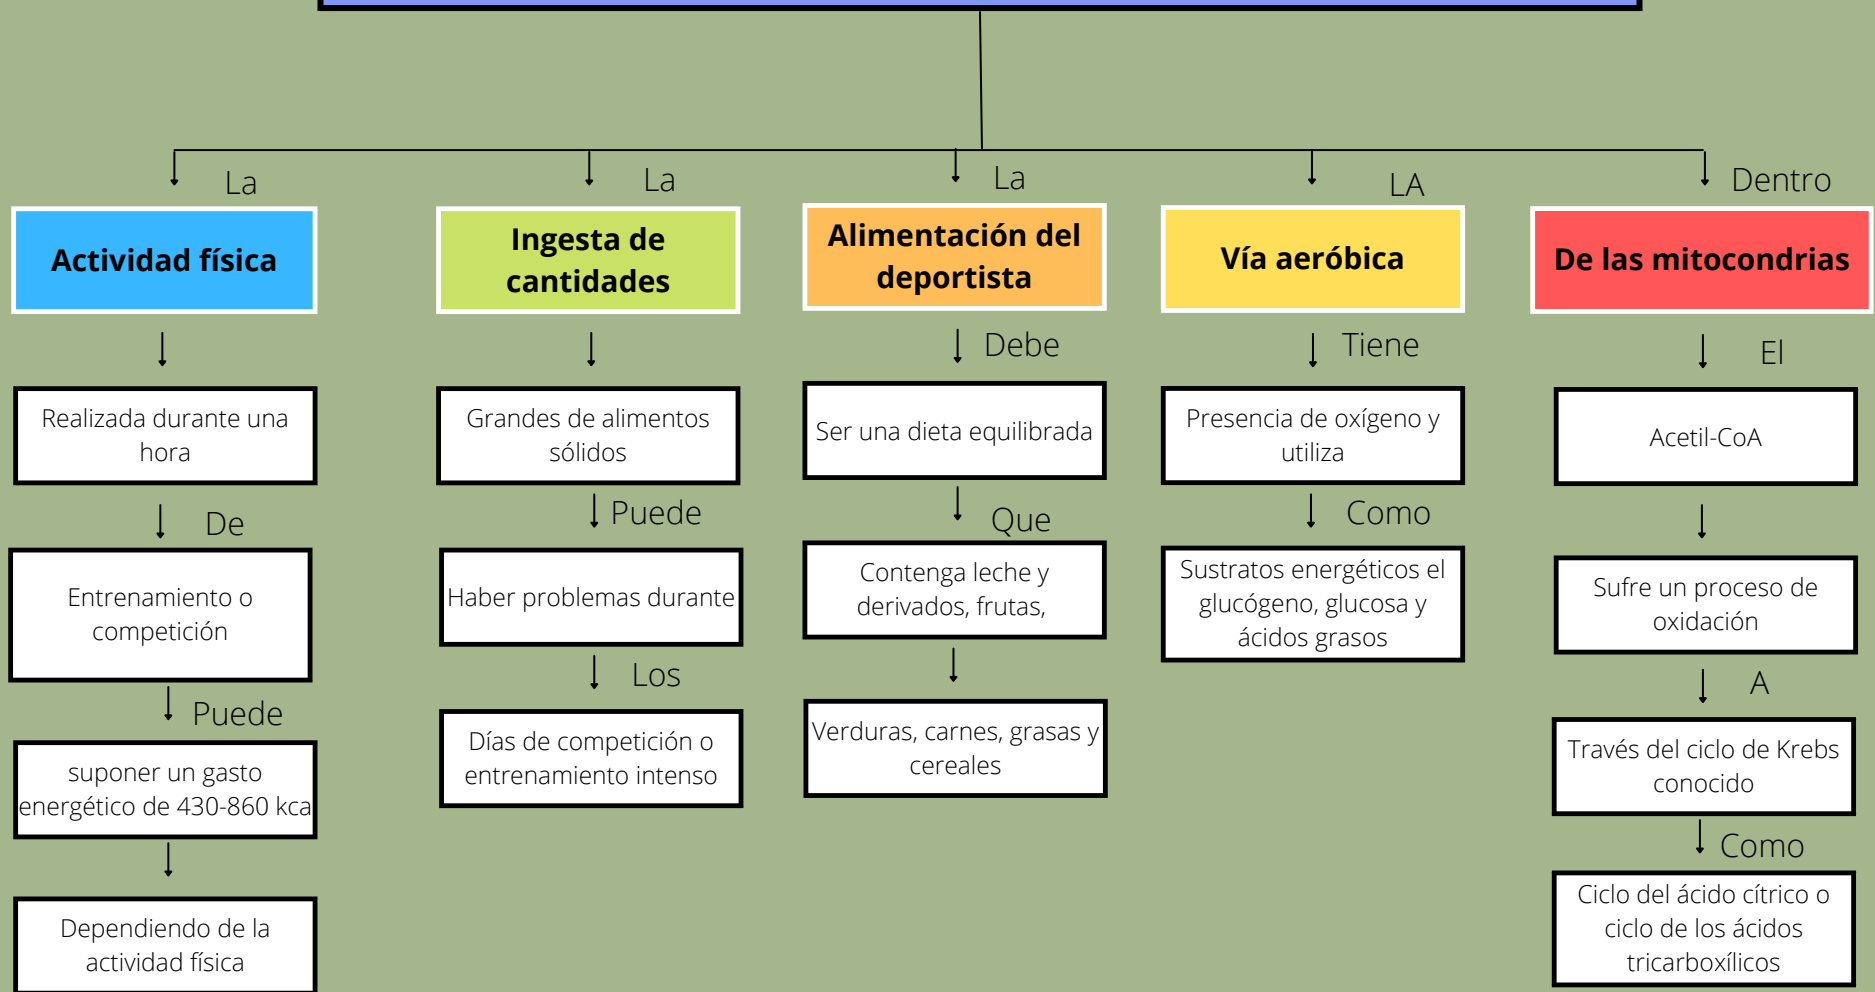 La
Actividad física
Realizada durante una
hora
De
Entrenamiento o
competición
Puede
suponer un gasto
energético de 430-860 kca
Dependiendo de la
actividad física
La
Ingesta de
cantidades
Grandes de alimentos
sólidos
Puede
Haber problemas durante
Los
Días de competición o
entrenamiento intenso
La
Alimentación del
deportista
Debe
Ser una dieta equilibrada
Que
Contenga leche y
derivados, frutas,
Verduras, carnes, grasas y
cereales
LA
Vía aeróbica
Tiene
Presencia de oxígeno y
utiliza
Como
Sustratos energéticos el
glucógeno, glucosa y
ácidos grasos
Dentro
De las mitocondrias
El
Acetil-CoA
Sufre un proceso de
oxidación
A
Través del ciclo de Krebs
conocido
Como
Ciclo del ácido cítrico o
ciclo de los ácidos
tricarboxílicos